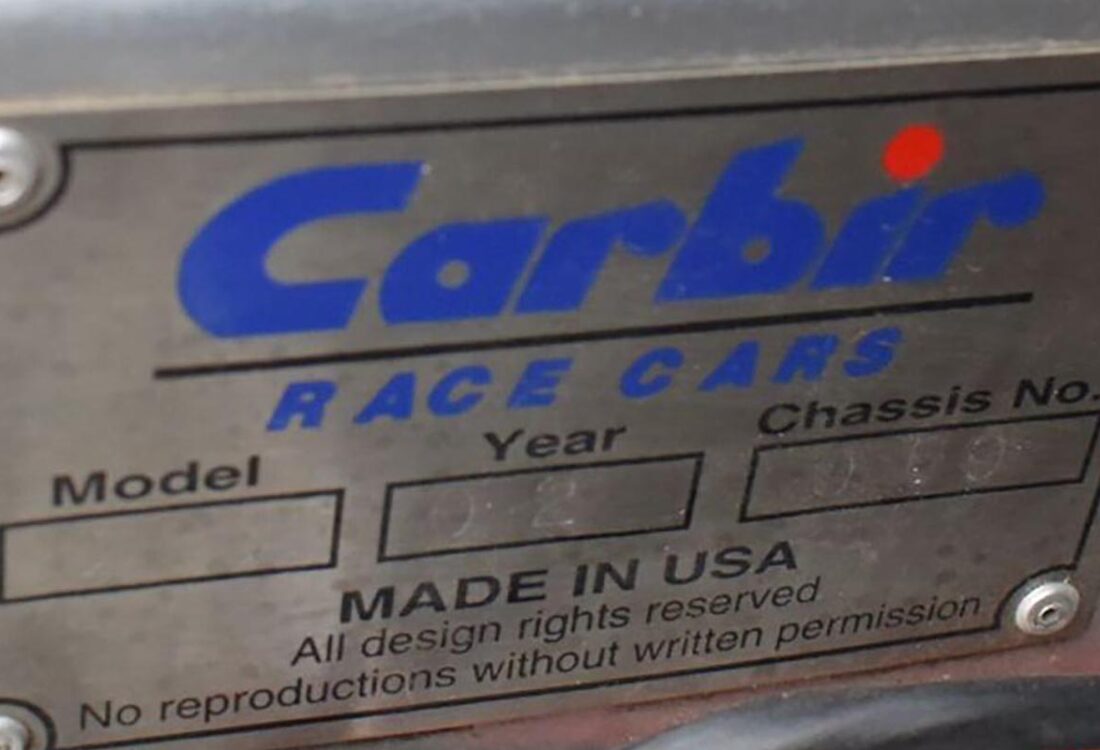 Carbir
RACE CARS
Model Year Chassis No.
02
MADE IN USA
All design rights reserved
No reproductions without written permission